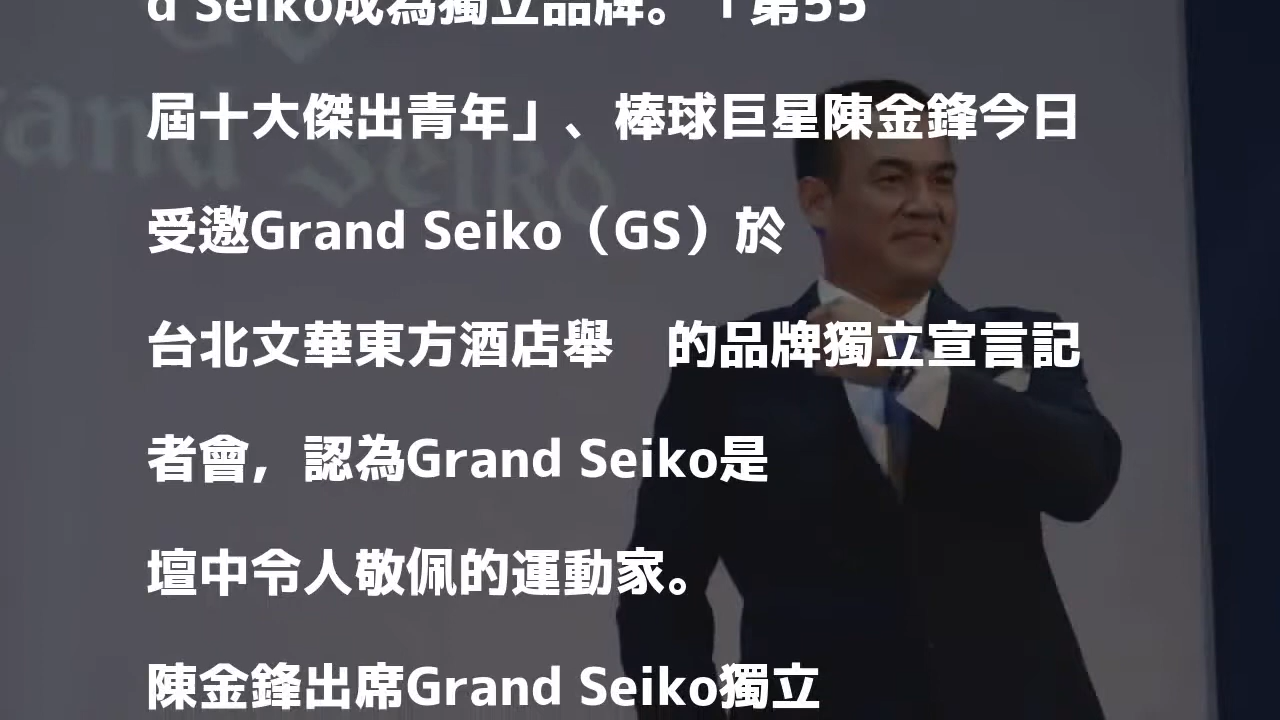 d Seiko成為獨立品牌。「第55
屆十大傑出青年」、棒球巨星陳金鋒今日
受邀Grand Seiko（GS）於
台北文華東方酒店舉　的品牌獨立宣言記
者會，認為Grand Seiko是
壇中令人敬佩的運動家。
陳金鋒出席Grand Seiko獨立
Grand Seiko